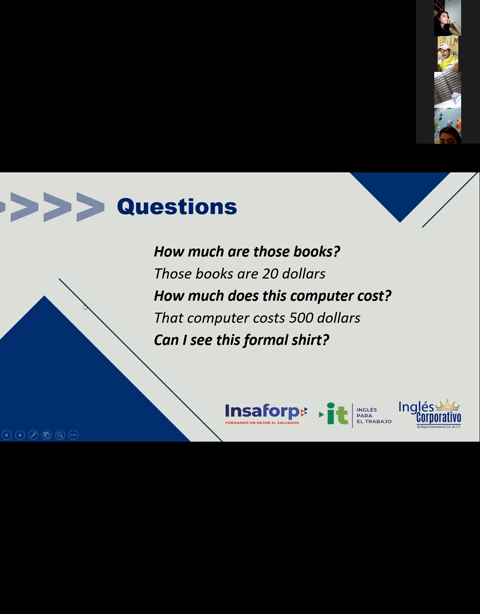 Questions
How much are those books?
Those books are 20 dollars
How much does this computer cost?
That computer costs 500 dollars
Can I see this formal shirt?
Insaforp
FORMANDO UN MEJOR EL SALVADOR
it
INGLÉS
PARA
EL TRABAJO
Inglés
Corporativo